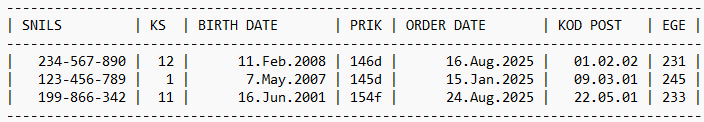 | SNILS | KS | BIRTH DATE | PRIK | ORDER DATE | KOD POST | EGE |
| 234-567-890 | 12 | 11.Feb.2008 | 146d | 16.Aug.2025 | 01.02.02 | 231 |
| 123-456-789 | 1 | 7.May.2007 | 145d | 15.Jan.2025 | 09.03.01 | 245 |
| 199-866-342 | 11 | 16.Jun.2001 | 154f | 24.Aug.2025 | 22.05.01 | 233 |